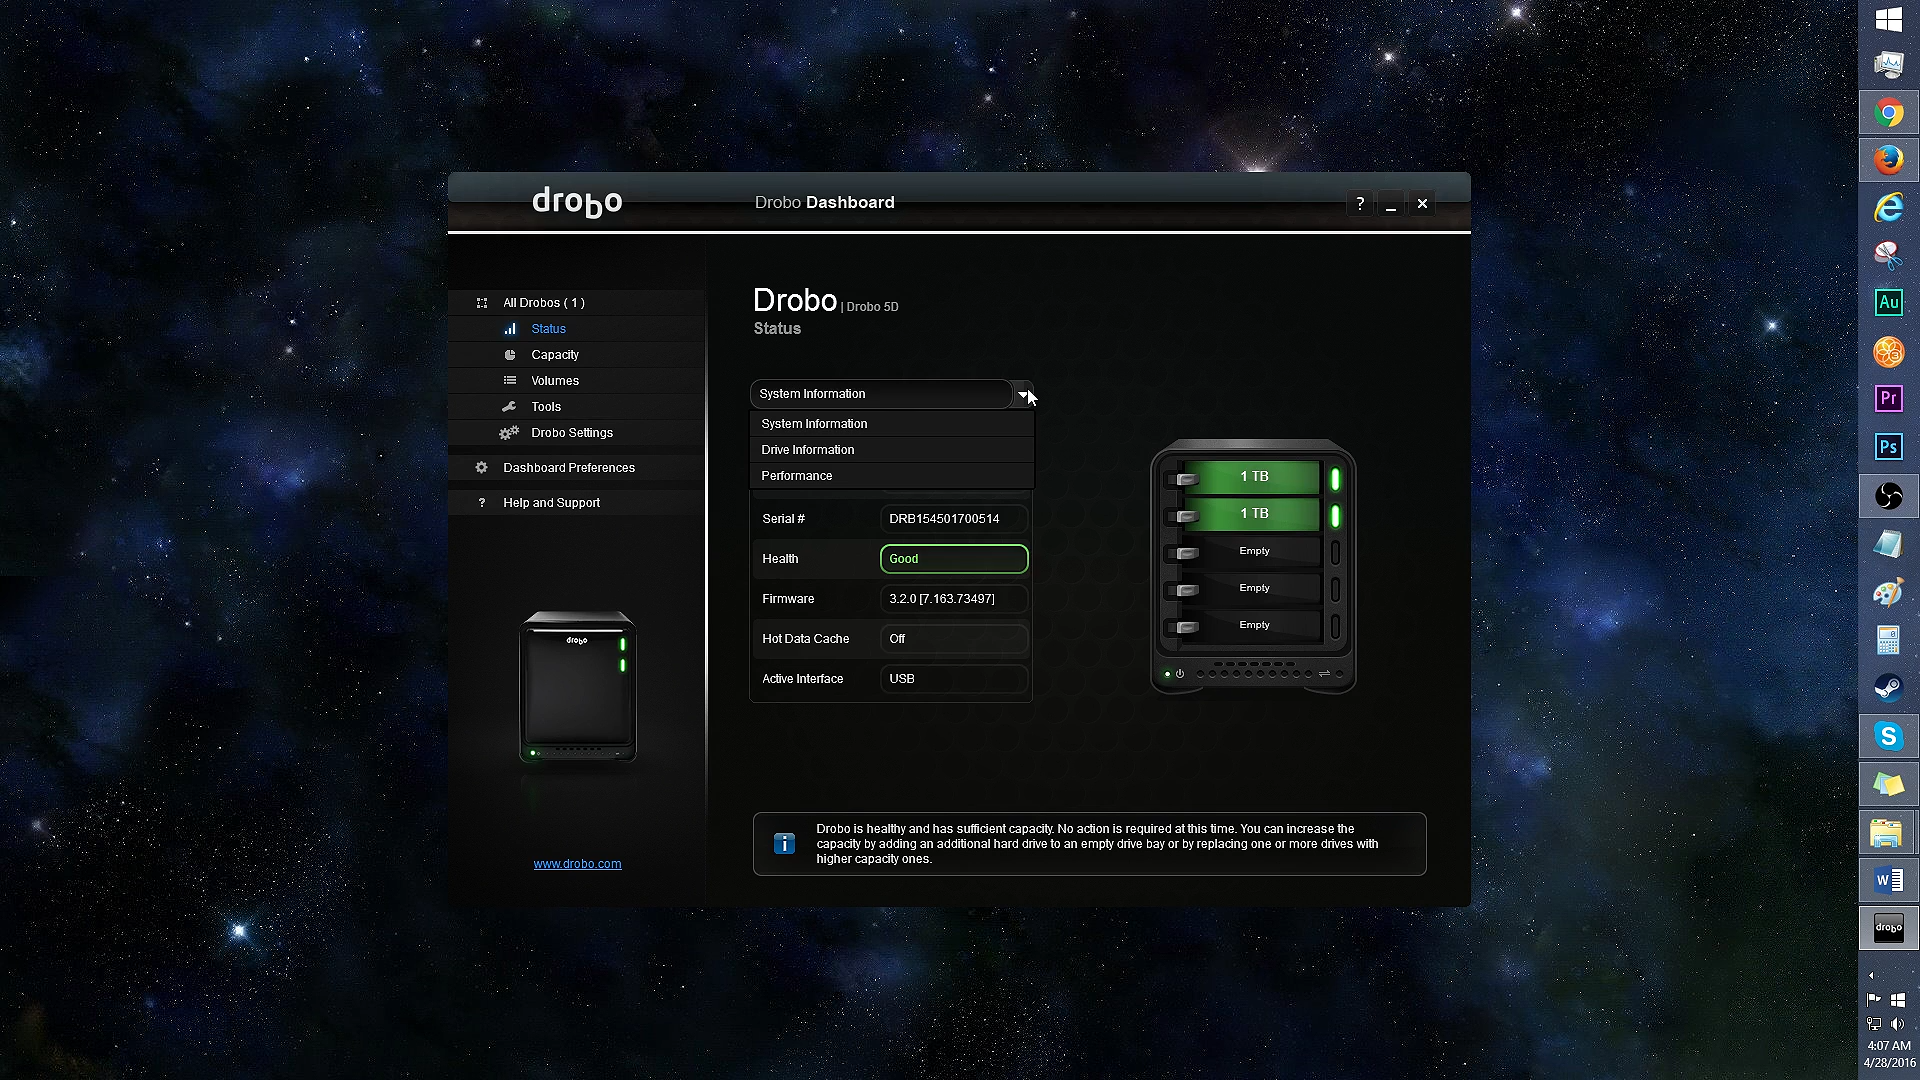 drobo
Drobo Dashboard
?
All Drobos ( 1 )
Status
Capacity
Volumes
Tools
Drobo Settings
Dashboard Preferences
? Help and Support
drobo
www.drobo.com
Drobo | Drobo 5D
Status
System Information
System Information
Drive Information
Performance
Serial # DRB154501700514
Health Good
Firmware 3.2.0 [7.163.73497]
Hot Data Cache Off
Active Interface USB
1 TB
1 TB
Empty
Empty
Empty
i
Drobo is healthy and has sufficient capacity. No action is required at this time. You can increase the
capacity by adding an additional hard drive to an empty drive bay or by replacing one or more drives with
higher capacity ones.
Au
3
Pr
Ps
S
W
drobo
4:07 AM
4/28/2016